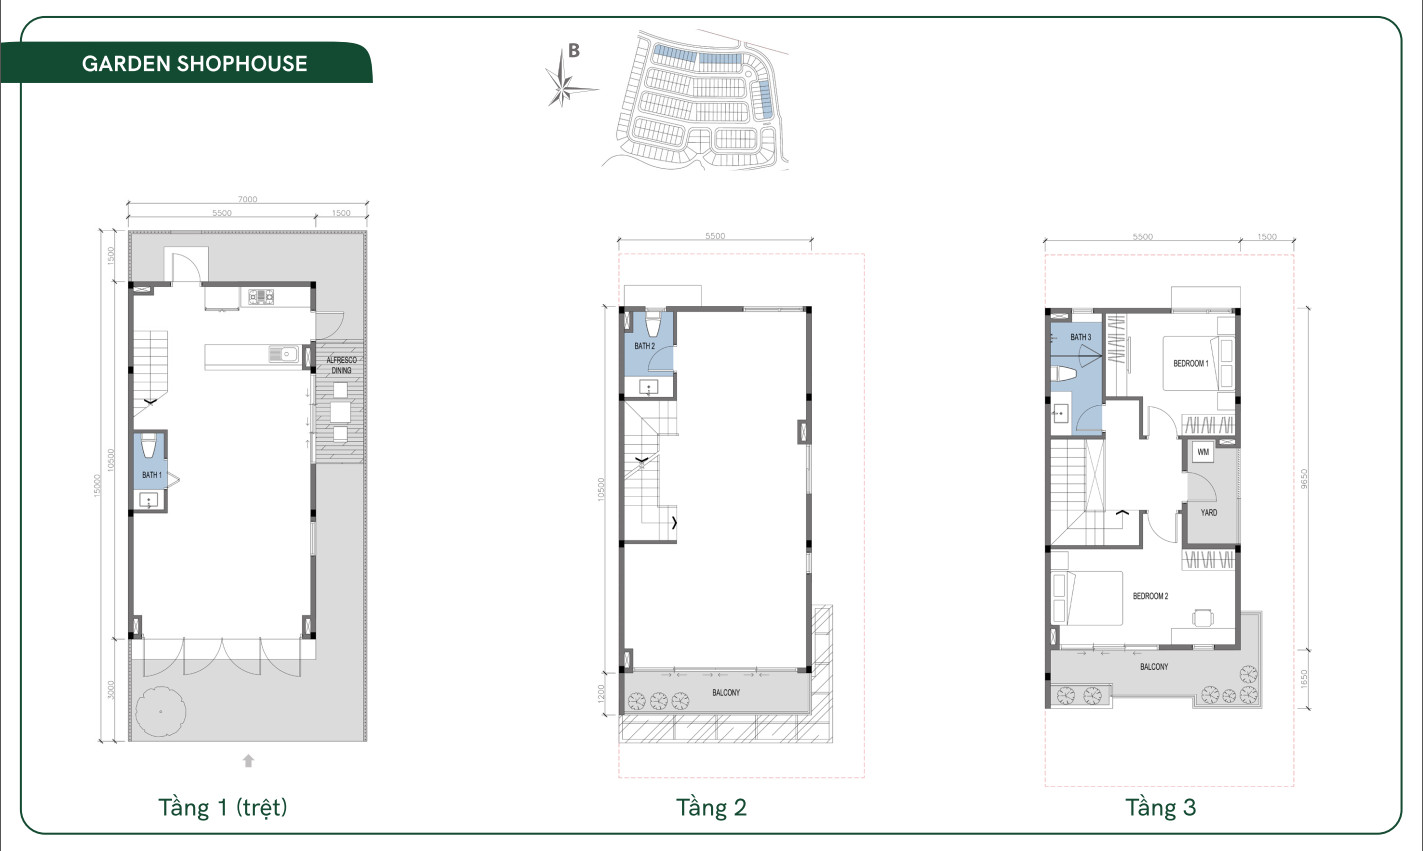 GARDEN SHOPHOUSE
B
7000
5500
1500
1500
10500
15000
3000
ALFRESCO
DINING
BATH 1
Tầng 1 (trệt)
5500
10500
1200
BATH 2
BALCONY
Tầng 2
5500
1500
9650
1650
BATH 3
BEDROOM 1
WM
YARD
BEDROOM 2
BALCONY
Tầng 3